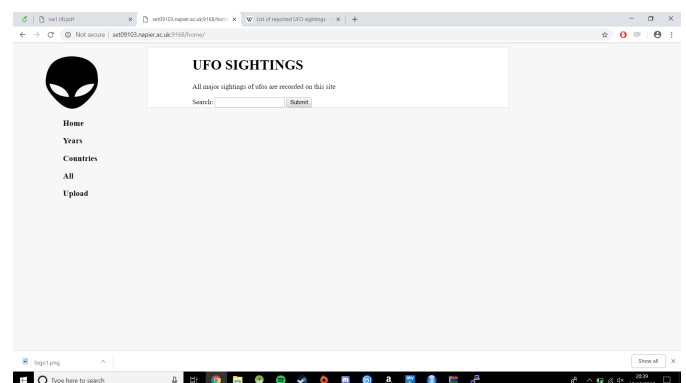 cw1 (4).pdf
set09103.napier.ac.uk:9168/hom
List of reported UFO sightings -
Not secure | set09103.napier.ac.uk:9168/home/
UFO SIGHTINGS
All major sightings of ufos are recorded on this site
Search: Submit
Home
Years
Countries
All
Upload
logo1.png
Show all
Type here to search
20:39